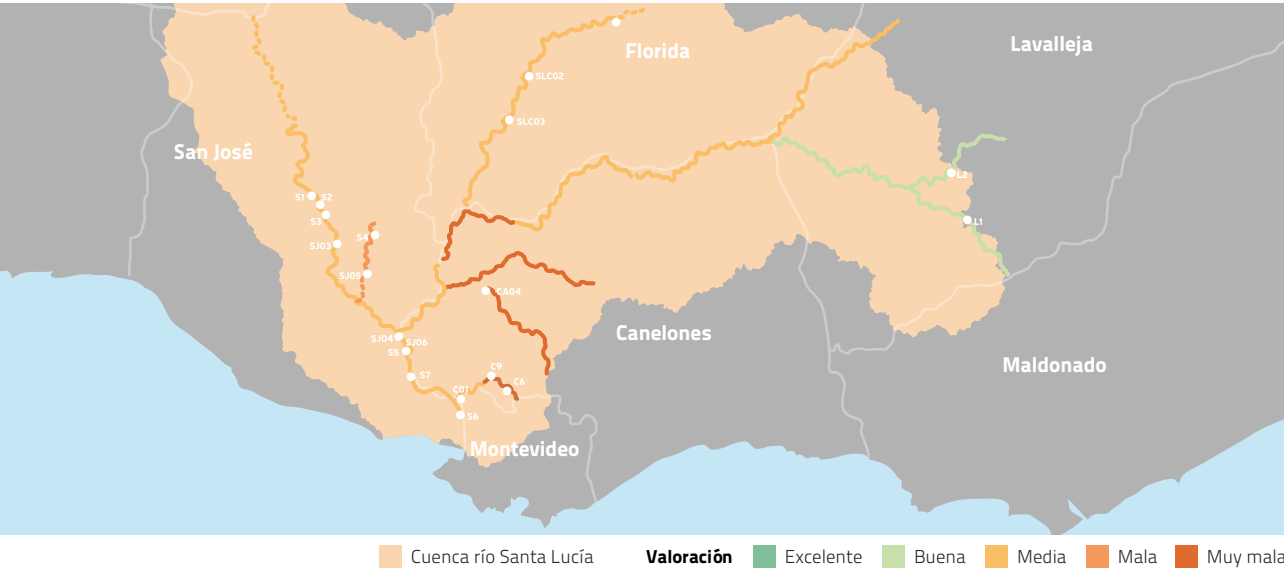 Lavalleja
Florida
SLC02
SLC03
San José
L2
S1
S2
S3
L1
S4
SJ03
SJ05
CA04
Canelones
SJ04
SJ06
S5
Maldonado
C9
S7
C6
C01
S6
Montevideo
Cuenca río Santa Lucía Valoración Excelente Buena Media Mala Muy mala